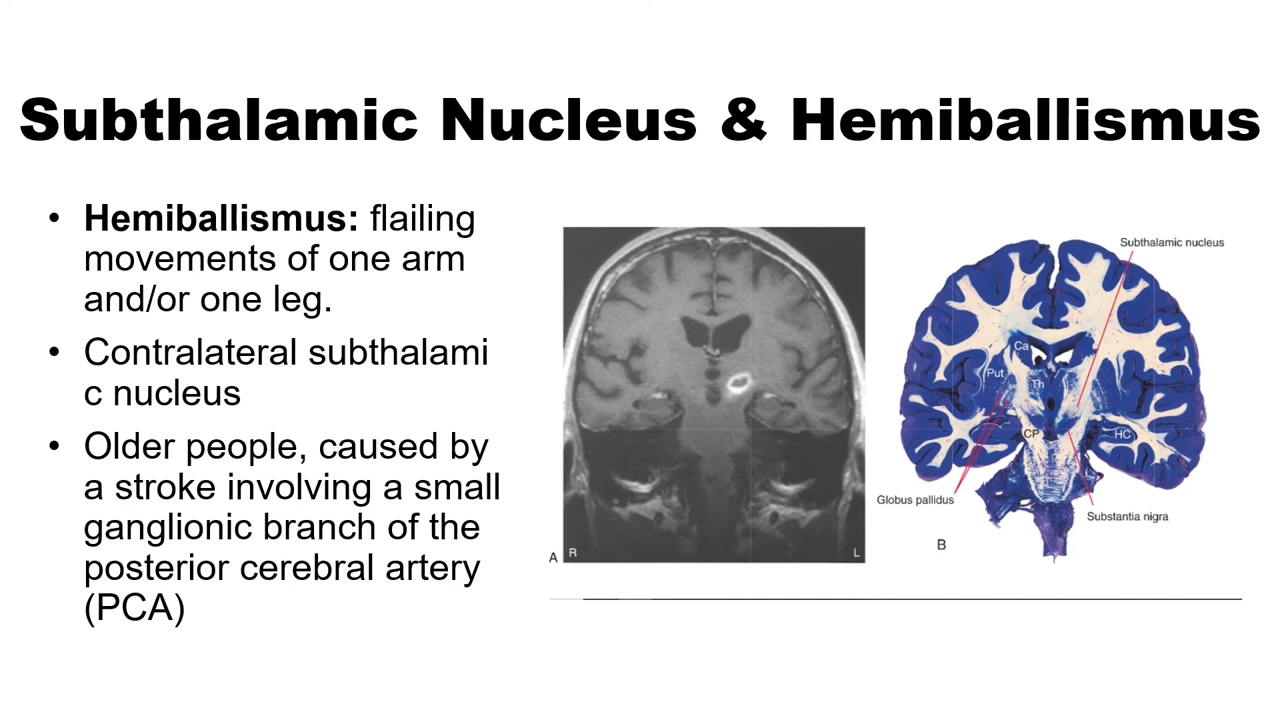 Subthalamic Nucleus & Hemiballismus
• Hemiballismus: flailing
movements of one arm
and/or one leg.
• Contralateral subthalami
c nucleus
• Older people, caused by
a stroke involving a small
ganglionic branch of the
posterior cerebral artery
(PCA)
A
R
L
Subthalamic nucleus
Ca
Put
Th
CP
HC
Globus pallidus
Substantia nigra
B